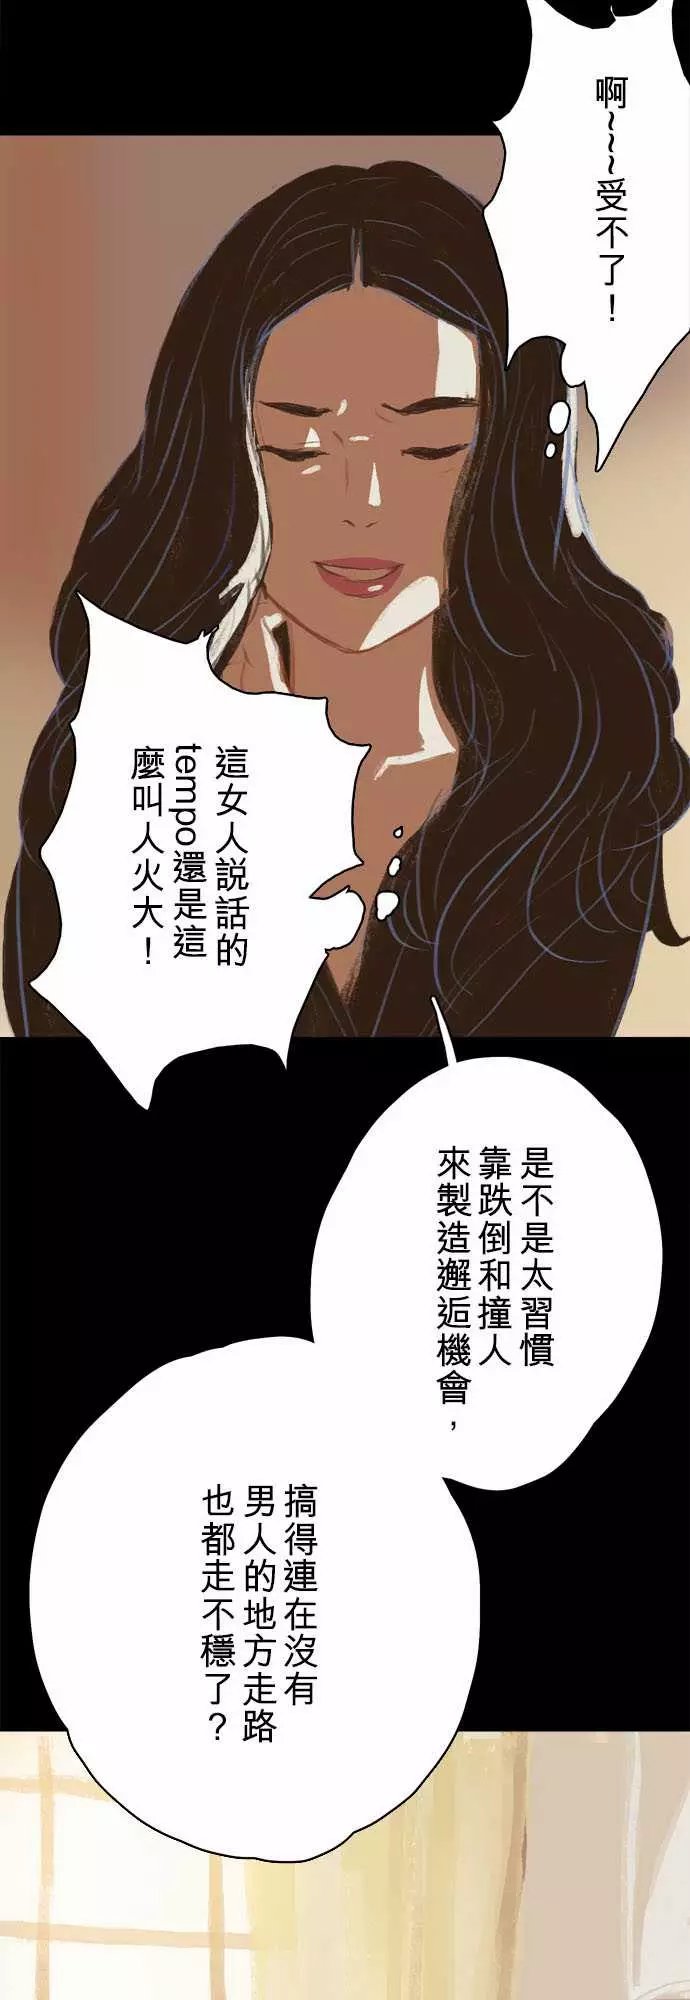 啊~~~受不了！
這女人說話的
tempo還是這
麼叫人火大！
是不是太習慣
靠跌倒和撞人
來製造邂逅機會，
搞得連在沒有
男人的地方走路
也都走不穩了？